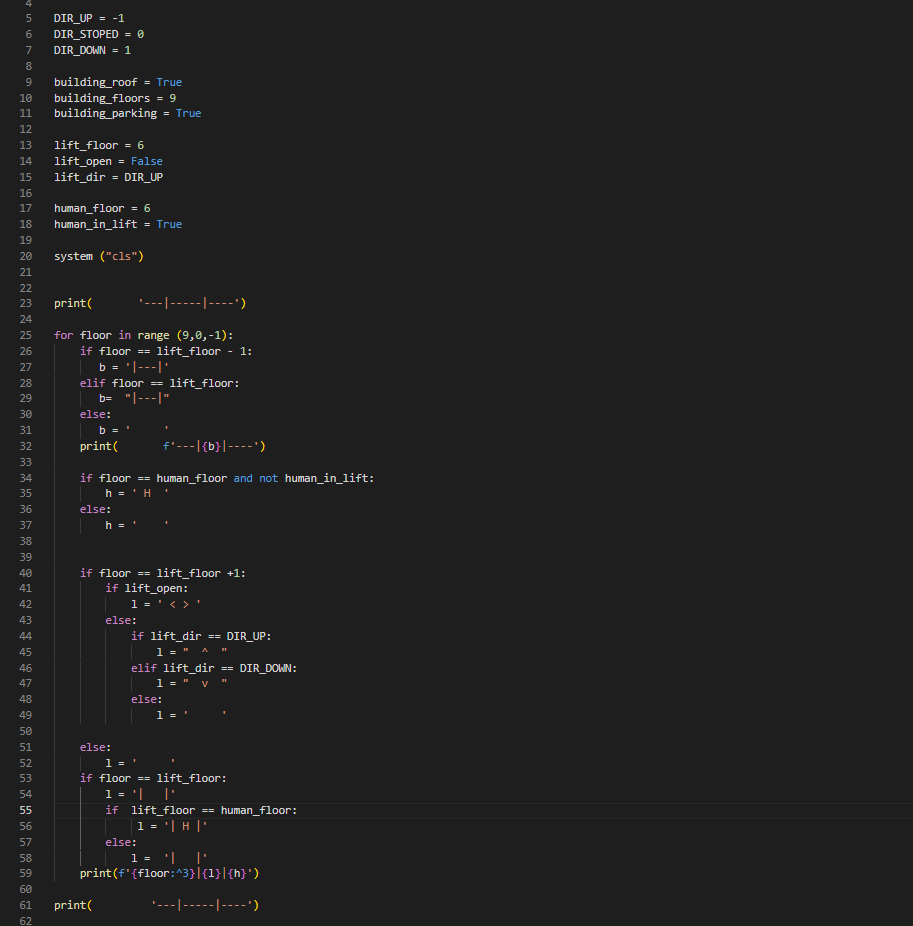 4
5 DIR_UP = -1
6 DIR_STOPED = 0
7 DIR_DOWN = 1
8
9 building_roof = True
10 building_floors = 9
11 building_parking = True
12
13 lift_floor = 6
14 lift_open = False
15 lift_dir = DIR_UP
16
17 human_floor = 6
18 human_in_lift = True
19
20 system ("cls")
21
22
23 print(       '---|-----|----')
24
25 for floor in range (9,0,-1):
26     if floor == lift_floor - 1:
27        b = '|---|'
28     elif floor == lift_floor:
29        b=  "|---|"
30     else:
31        b = '     '
32     print(       f'---|{b}|----')
33
34     if floor == human_floor and not human_in_lift:
35         h = ' H  '
36     else:
37         h = '    '
38
39
40     if floor == lift_floor +1:
41         if lift_open:
42             l = ' < > '
43         else:
44             if lift_dir == DIR_UP:
45                 l = "  ^  "
46             elif lift_dir == DIR_DOWN:
47                 l = "  v  "
48             else:
49                 l = '     '
50
51     else:
52         l = '     '
53     if floor == lift_floor:
54         l = '|   |'
55         if  lift_floor == human_floor:
56              l = '| H |'
57         else:
58             l =  '|   |'
59     print(f'{floor:^3}|{l}|{h}')
60
61 print(         '---|-----|----')
62